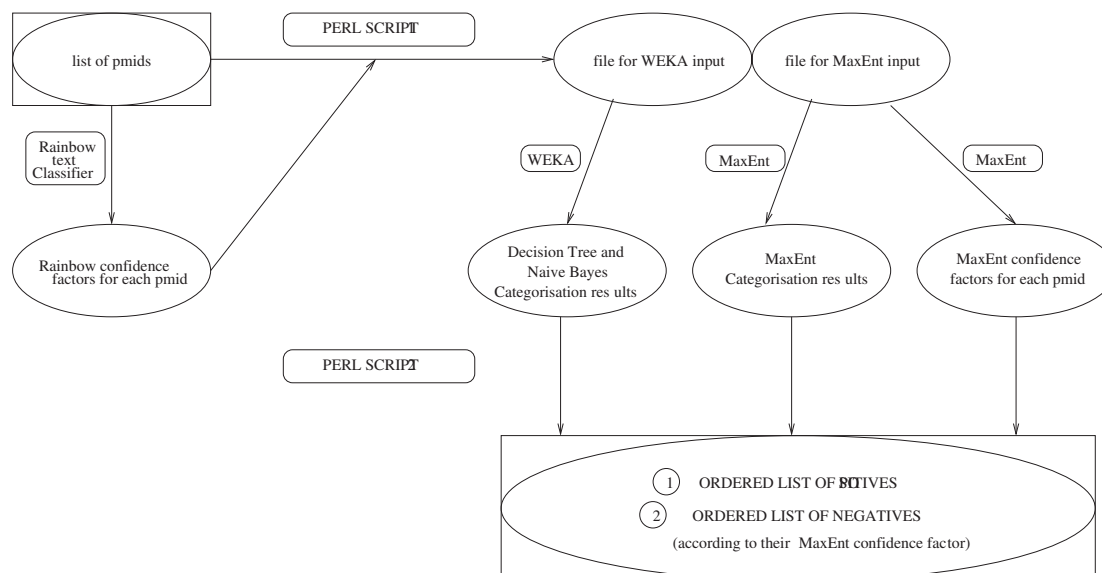 PERL SCRIPT1
list of pmids
file for WEKA input
file for MaxEnt input
Rainbow
text
Classifier
WEKA
MaxEnt
MaxEnt
Rainbow confidence
factors for each pmid
Decision Tree and
Naive Bayes
Categorisation res ults
MaxEnt
Categorisation res ults
MaxEnt confidence
factors for each pmid
PERL SCRIPT2
1 ORDERED LIST OF POSITIVES
2 ORDERED LIST OF NEGATIVES
(according to their MaxEnt confidence factor)